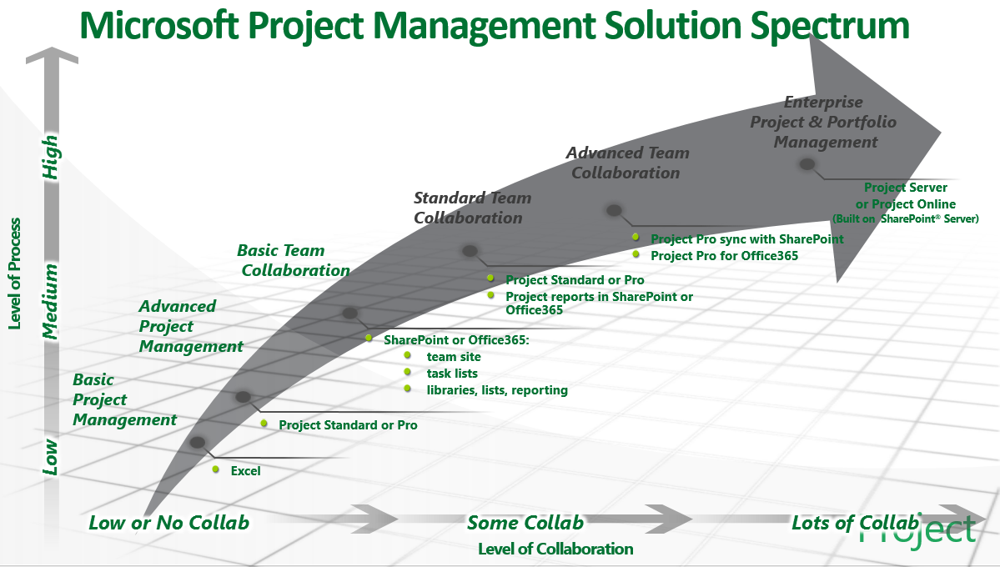 Microsoft Project Management Solution Spectrum
High
Medium
Low
Level of Process
Enterprise
Project & Portfolio
Management
Project Server
or Project Online
(Built on SharePoint® Server)
Advanced Team
Collaboration
Project Pro sync with SharePoint
Project Pro for Office365
Standard Team
Collaboration
Project Standard or Pro
Project reports in SharePoint or
Office365
Basic Team
Collaboration
SharePoint or Office365:
team site
task lists
libraries, lists, reporting
Advanced
Project
Management
Project Standard or Pro
Basic
Project
Management
Excel
Low or No Collab
Some Collab
Lots of Collab
Project
Level of Collaboration